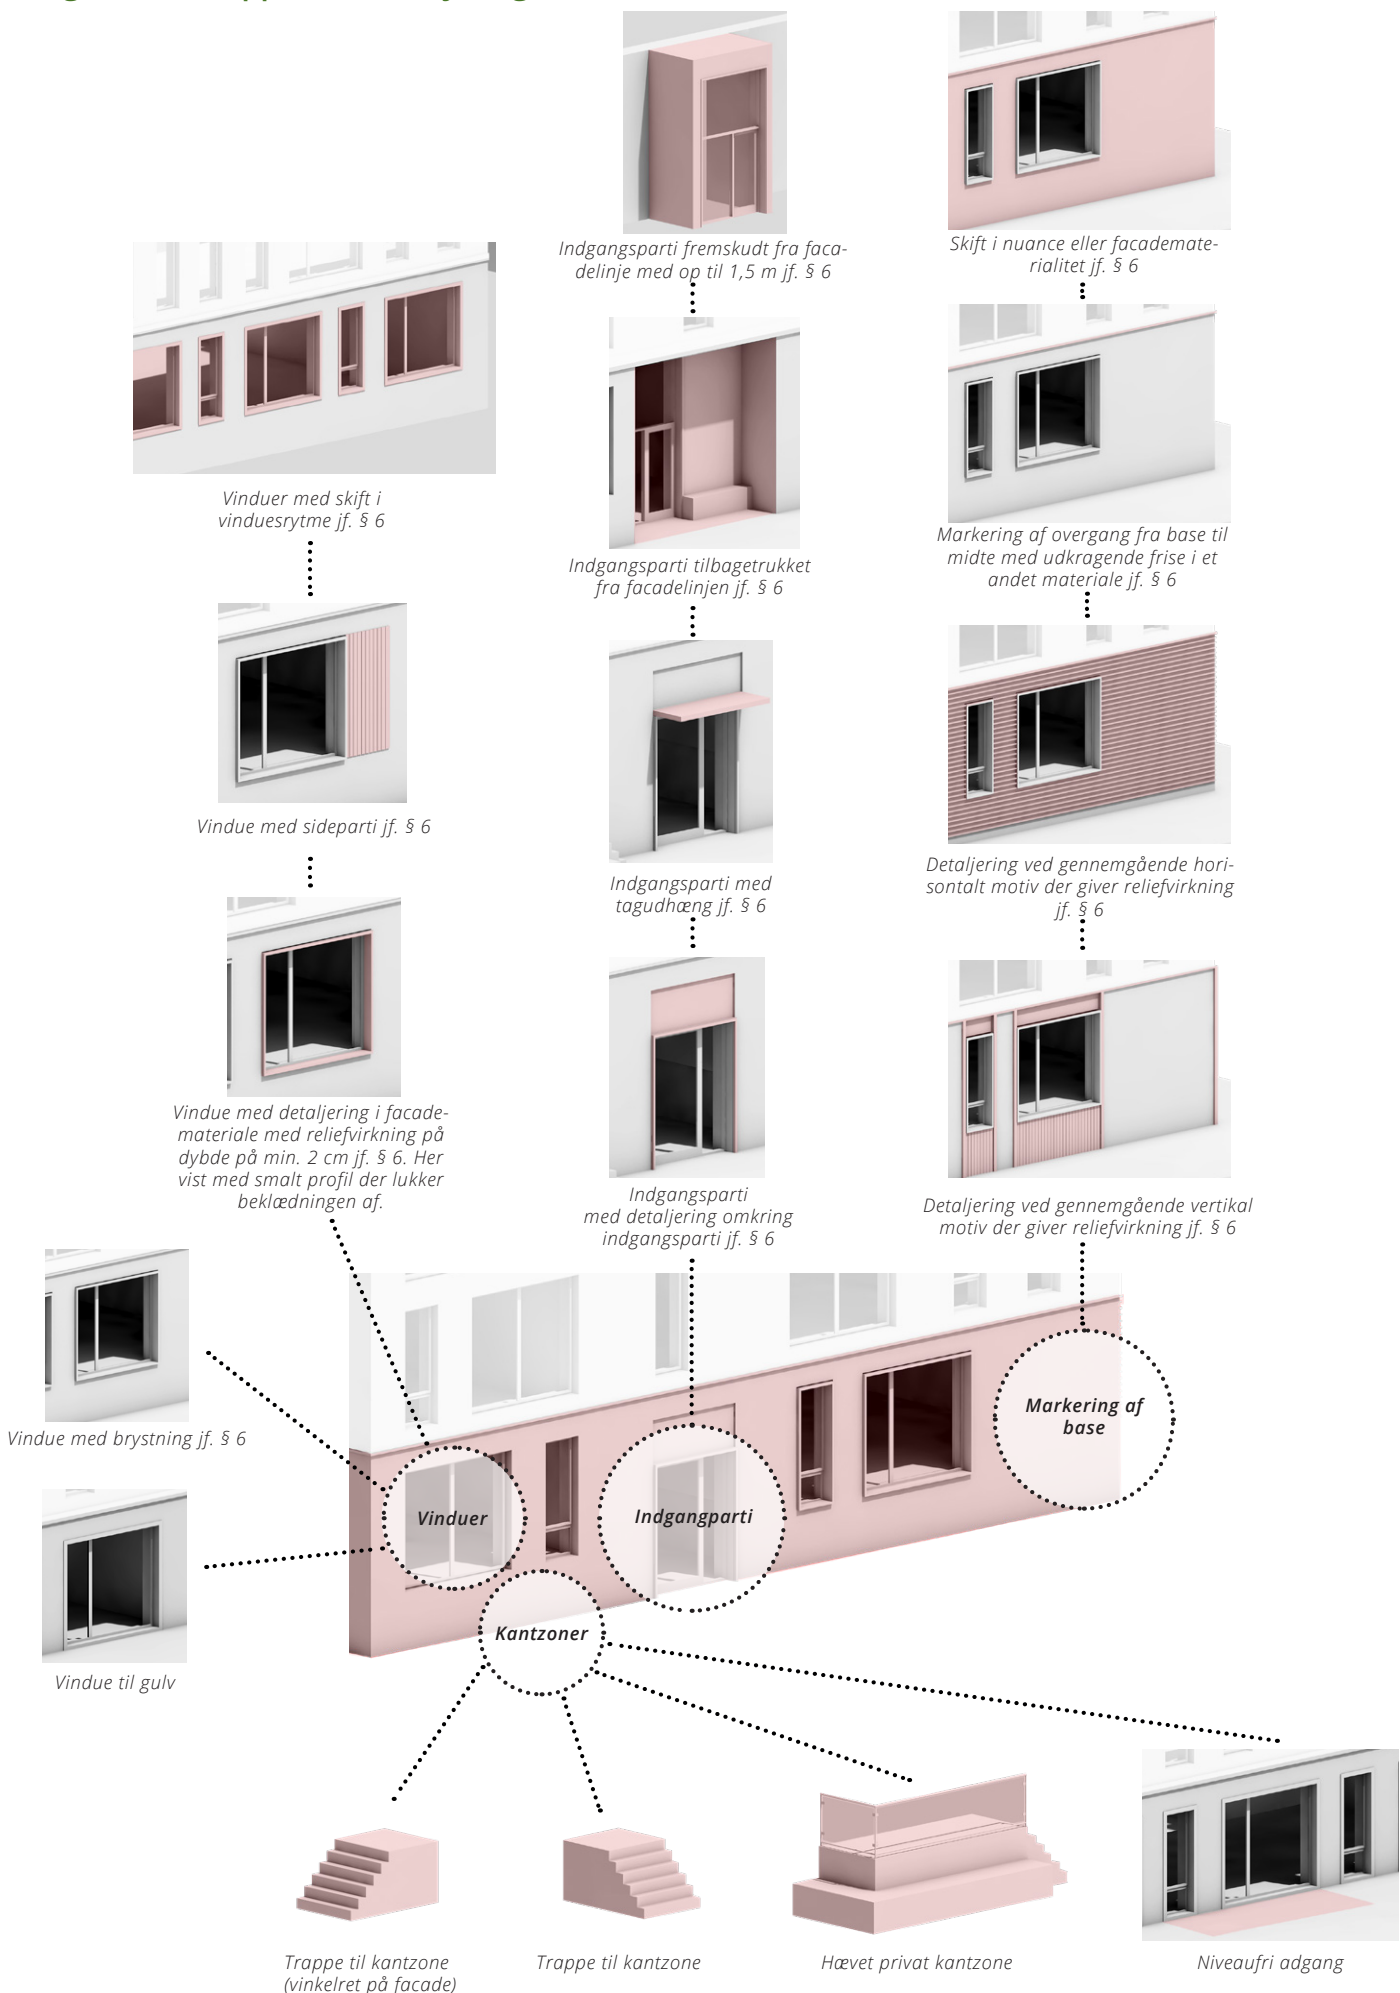 Indgangsparti fremskudt fra faca-
delinje med op til 1,5 m jf. § 6
Skift i nuance eller facademate-
rialitet jf. § 6
Vinduer med skift i
vinduesrytme jf. § 6
Indgangsparti tilbagetrukket
fra facadelinjen jf. § 6
Markering af overgang fra base til
midte med udkragende frise i et
andet materiale jf. § 6
Vindue med sideparti jf. § 6
Indgangsparti med
tagudhæng jf. § 6
Detaljering ved gennemgående hori-
sontalt motiv der giver reliefvirkning
jf. § 6
Vindue med detaljering i facade-
materiale med reliefvirkning på
dybde på min. 2 cm jf. § 6. Her
vist med smalt profil der lukker
beklædningen af.
Indgangsparti
med detaljering omkring
indgangsparti jf. § 6
Detaljering ved gennemgående vertikal
motiv der giver reliefvirkning jf. § 6
Vindue med brystning jf. § 6
Vindue til gulv
Vinduer
Indgangparti
Markering af
base
Kantzoner
Trappe til kantzone
(vinkelret på facade)
Trappe til kantzone
Hævet privat kantzone
Niveaufri adgang